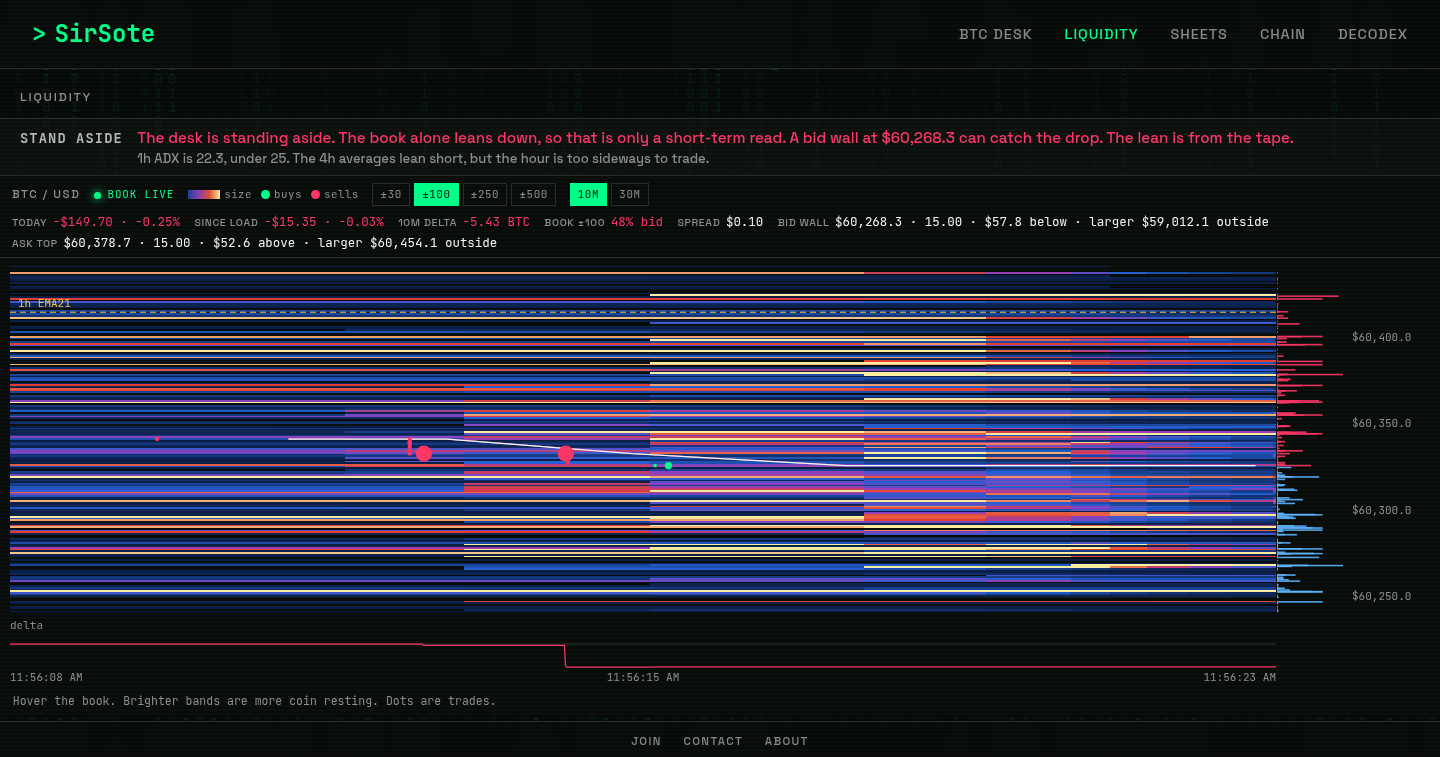 > SirSote
BTC DESK LIQUIDITY SHEETS CHAIN DECODEX
LIQUIDITY
STAND ASIDE The desk is standing aside. The book alone leans down, so that is only a short-term read. A bid wall at $60,268.3 can catch the drop. The lean is from the tape.
1h ADX is 22.3, under 25. The 4h averages lean short, but the hour is too sideways to trade.
BTC / USD BOOK LIVE size buys sells ±30 ±100 ±250 ±500 10M 30M
TODAY -$149.70 · -0.25% SINCE LOAD -$15.35 · -0.03% 10M DELTA -5.43 BTC BOOK ±100 48% bid SPREAD $0.10 BID WALL $60,268.3 · 15.00 · $57.8 below · larger $59,012.1 outside
ASK TOP $60,378.7 · 15.00 · $52.6 above · larger $60,454.1 outside
1h EMA21
$60,400.0
$60,350.0
$60,300.0
$60,250.0
delta
11:56:08 AM 11:56:15 AM 11:56:23 AM
Hover the book. Brighter bands are more coin resting. Dots are trades.
JOIN CONTACT ABOUT